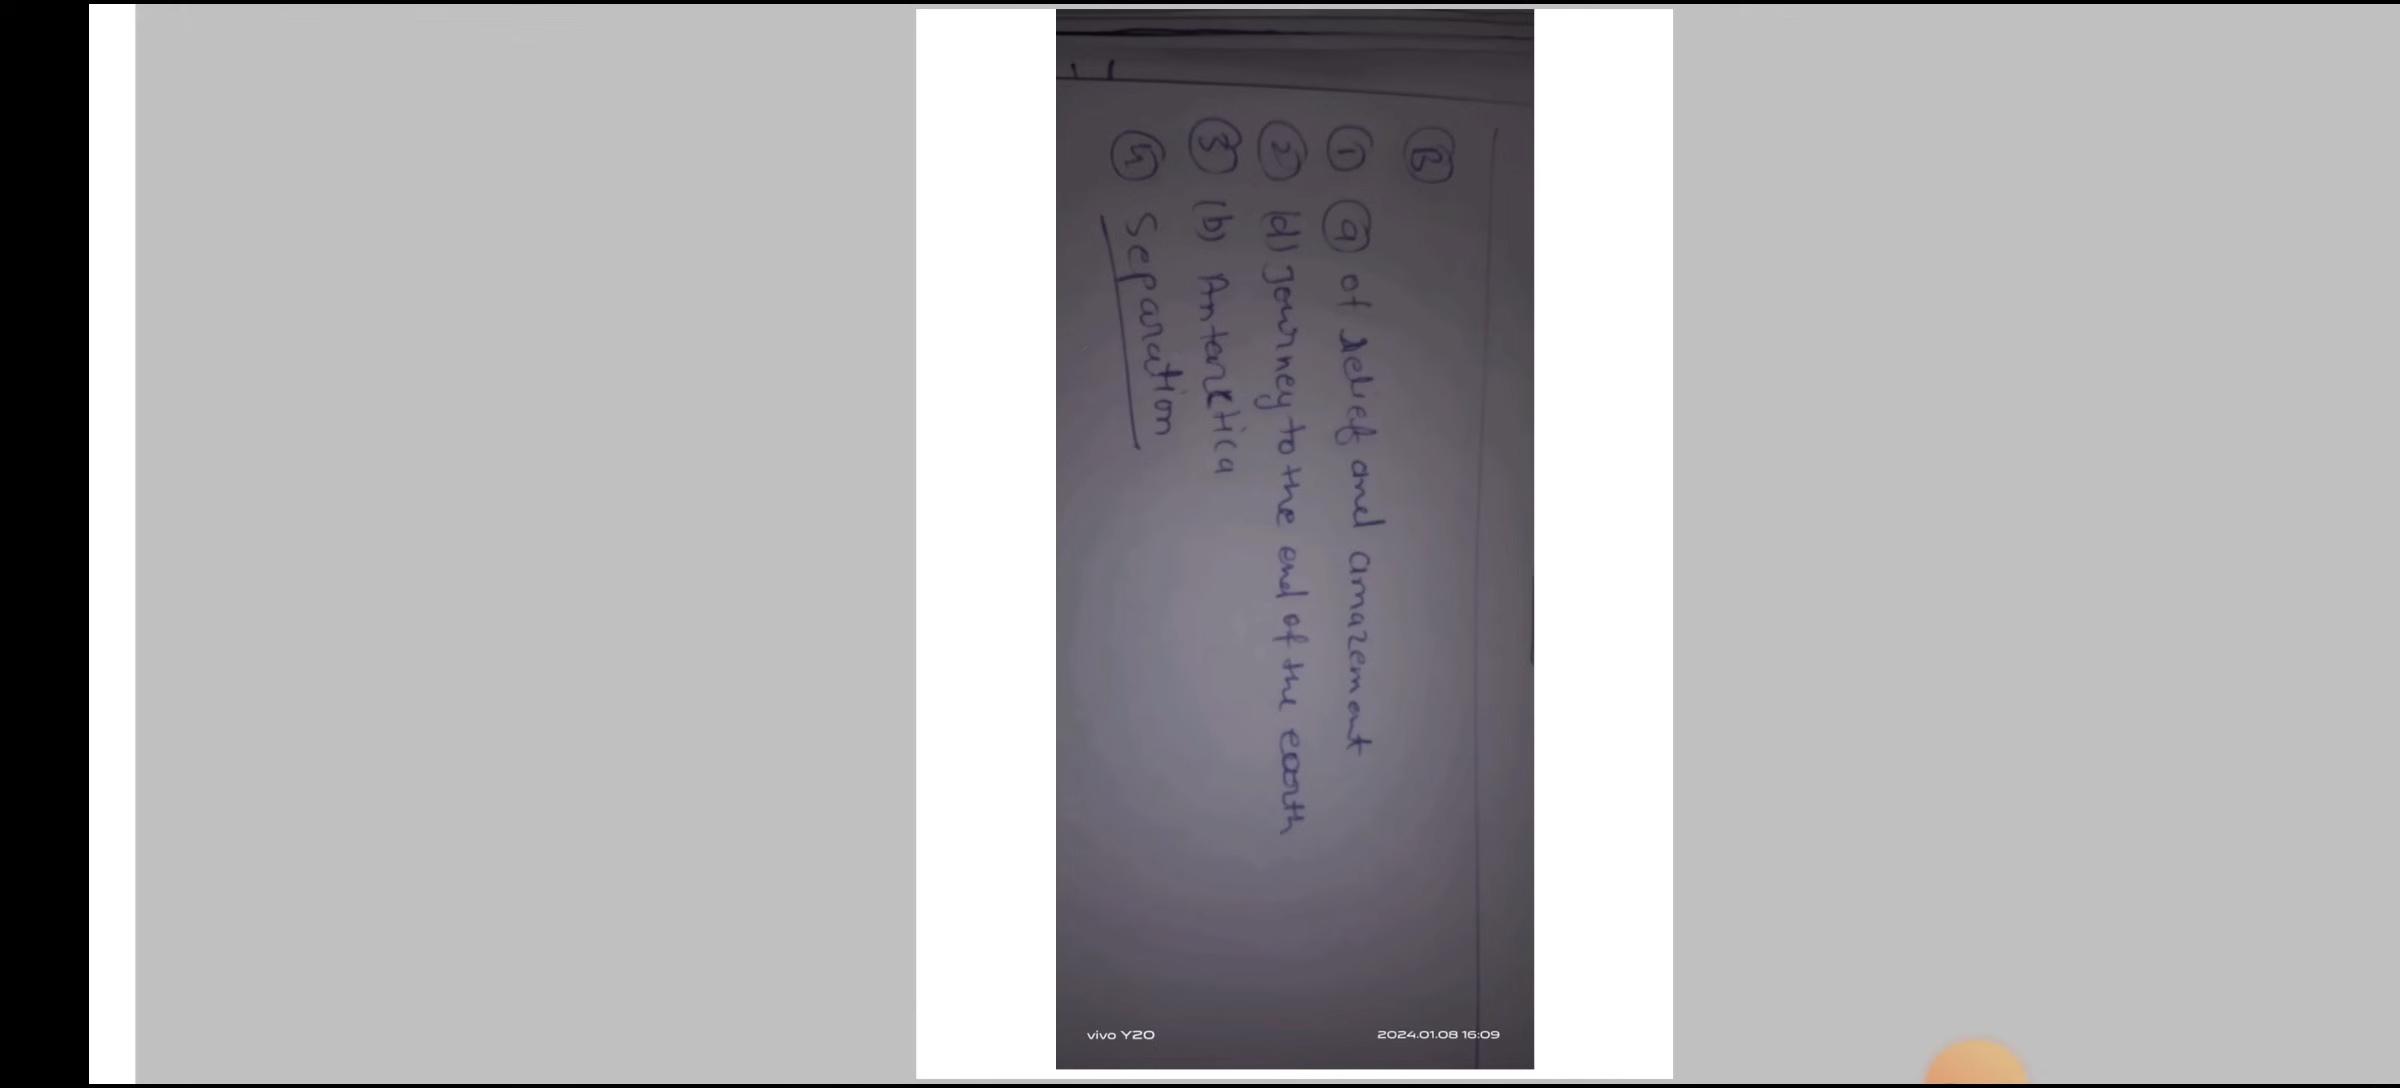 B
1 a of relief and amazement
2 (d) Journey to the end of the earth
3 (b) Antarctica
4 Separation
vivo Y20
2024.01.08 16:09